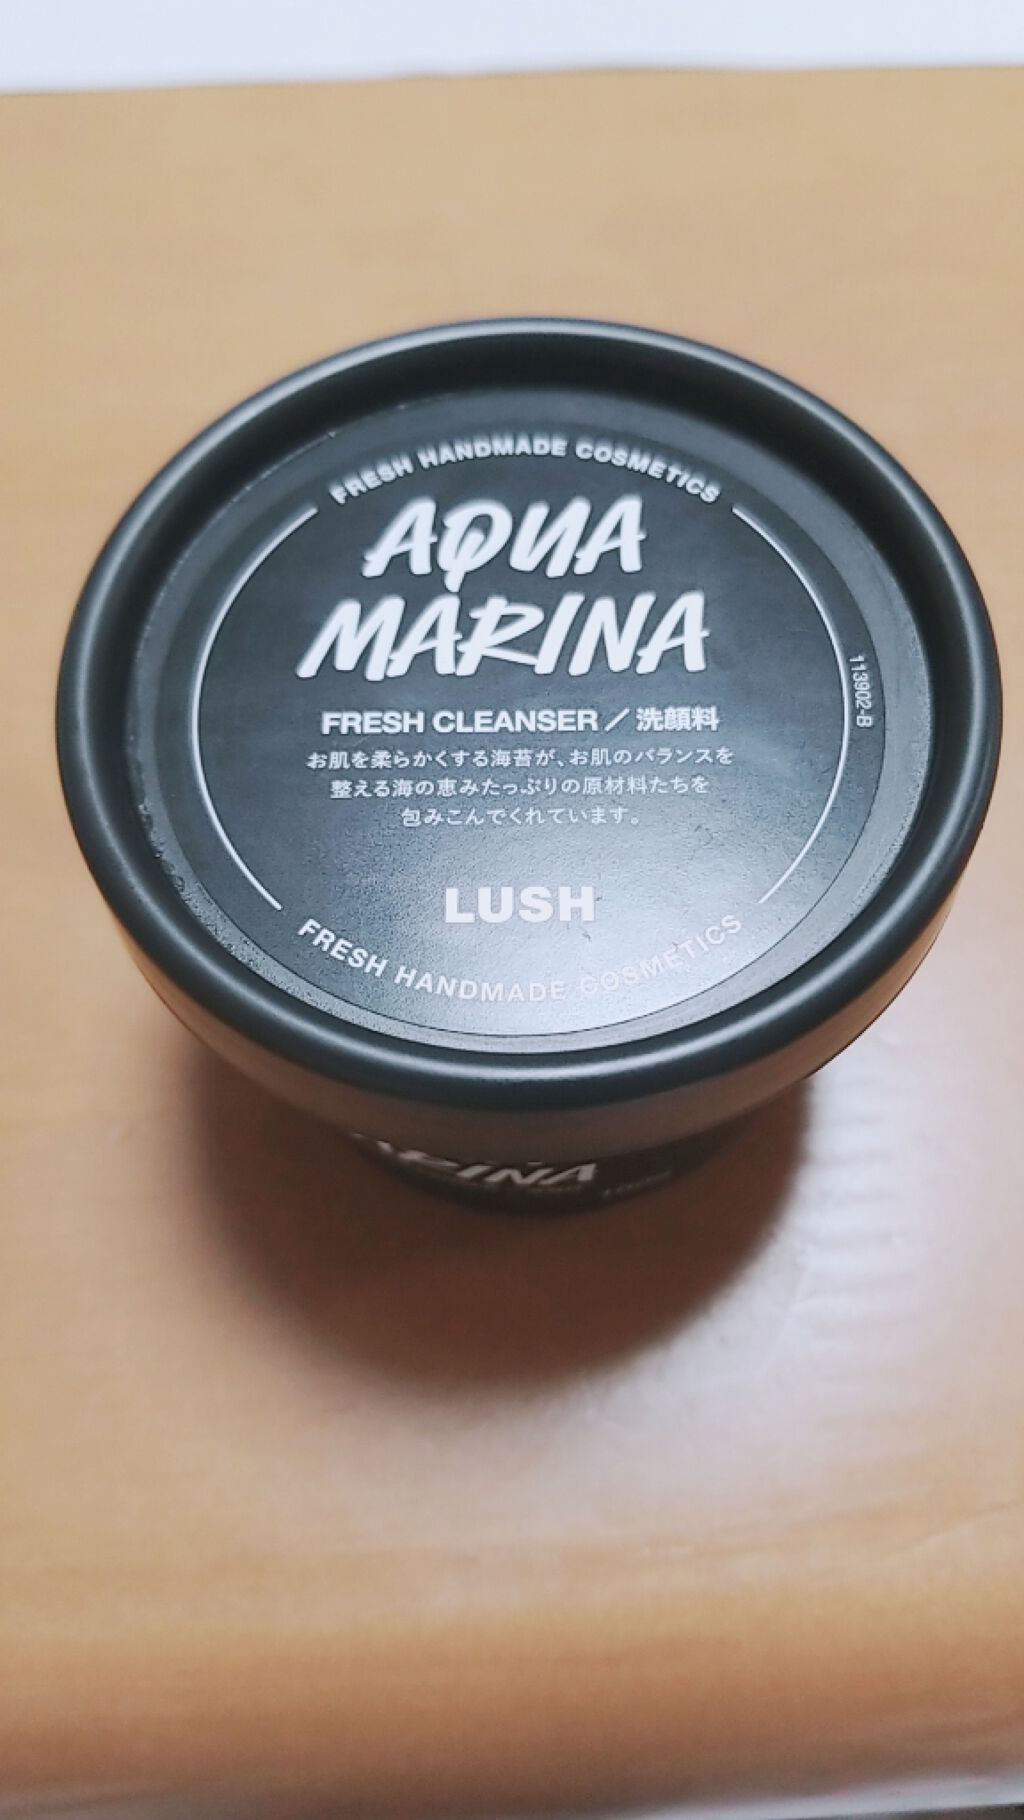 FRESH HANDMADE COSMETICS
AQUA
MARINA
FRESH CLEANSER／洗顔料
お肌を柔らかくする海苔が、お肌のバランスを
整える海の恵みたっぷりの原材料たちを
包みこんでくれています。
LUSH
FRESH HANDMADE COSMETICS
113902-B
ARINA